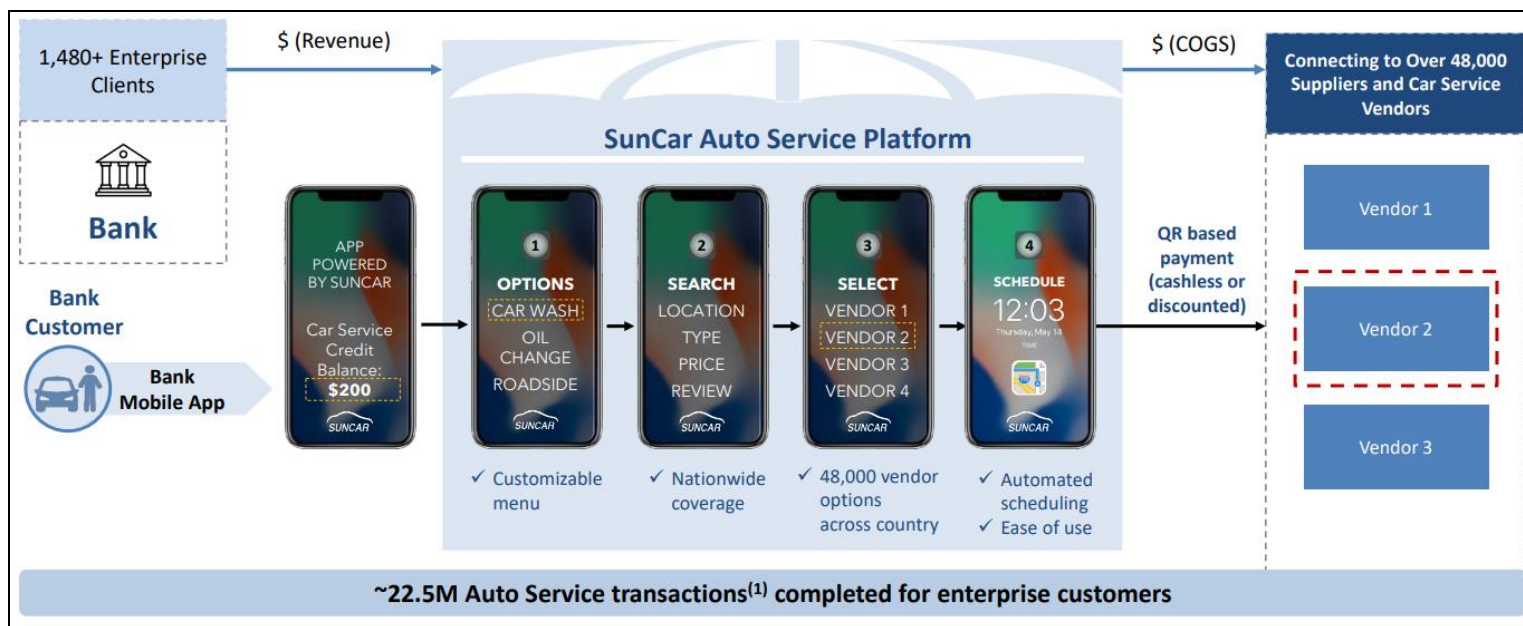 1,480+ Enterprise
Clients
$ (Revenue)
$ (COGS)
Connecting to Over 48,000
Suppliers and Car Service
Vendors
Bank
SunCar Auto Service Platform
Bank
Customer
Bank
Mobile App
APP
POWERED
BY SUNCAR
Car Service
Credit
Balance:
$200
SUNCAR
1
OPTIONS
CAR WASH
OIL
CHANGE
ROADSIDE
SUNCAR
2
SEARCH
LOCATION
TYPE
PRICE
REVIEW
SUNCAR
3
SELECT
VENDOR 1
VENDOR 2
VENDOR 3
VENDOR 4
SUNCAR
4
SCHEDULE
12:03
Thursday, May 18
TIME
SUNCAR
QR based
payment
(cashless or
discounted)
Vendor 1
Vendor 2
Vendor 3
✓ Customizable
menu
✓ Nationwide
coverage
✓ 48,000 vendor
options
across country
✓ Automated
scheduling
✓ Ease of use
~22.5M Auto Service transactions(1) completed for enterprise customers